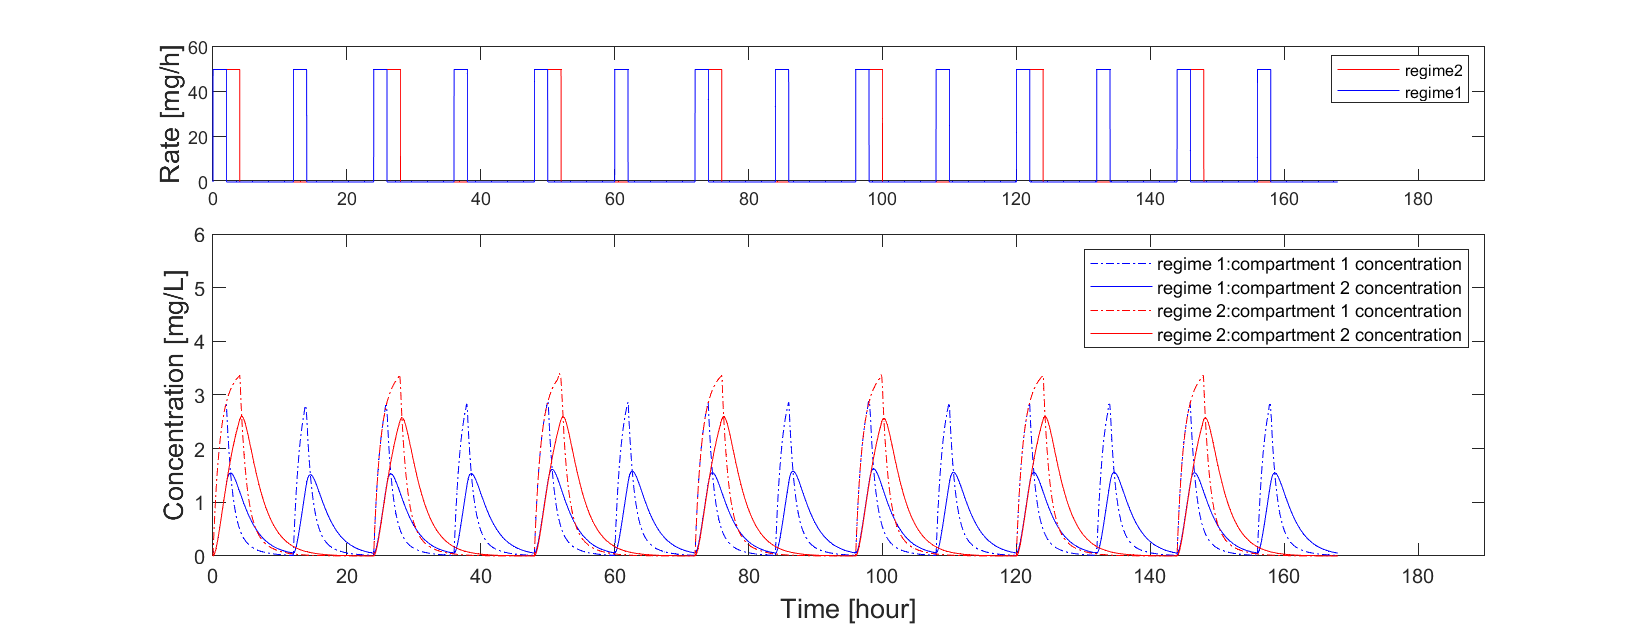 Rate [mg/h]
60
40
20
0
0 20 40 60 80 100 120 140 160 180
regime2
regime1
Concentration [mg/L]
6
5
4
3
2
1
0
0 20 40 60 80 100 120 140 160 180
regime 1:compartment 1 concentration
regime 1:compartment 2 concentration
regime 2:compartment 1 concentration
regime 2:compartment 2 concentration
Time [hour]